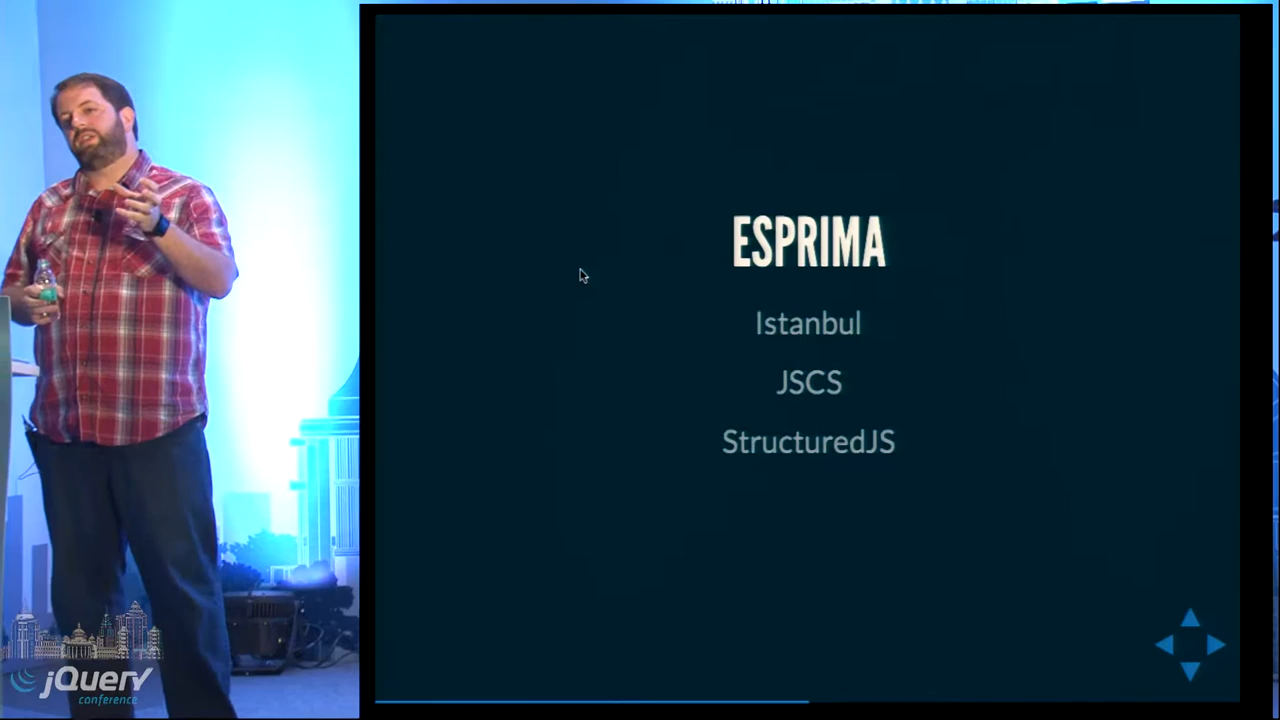 ESPRIMA
Istanbul
JSCS
StructuredJS
jQuery
conference